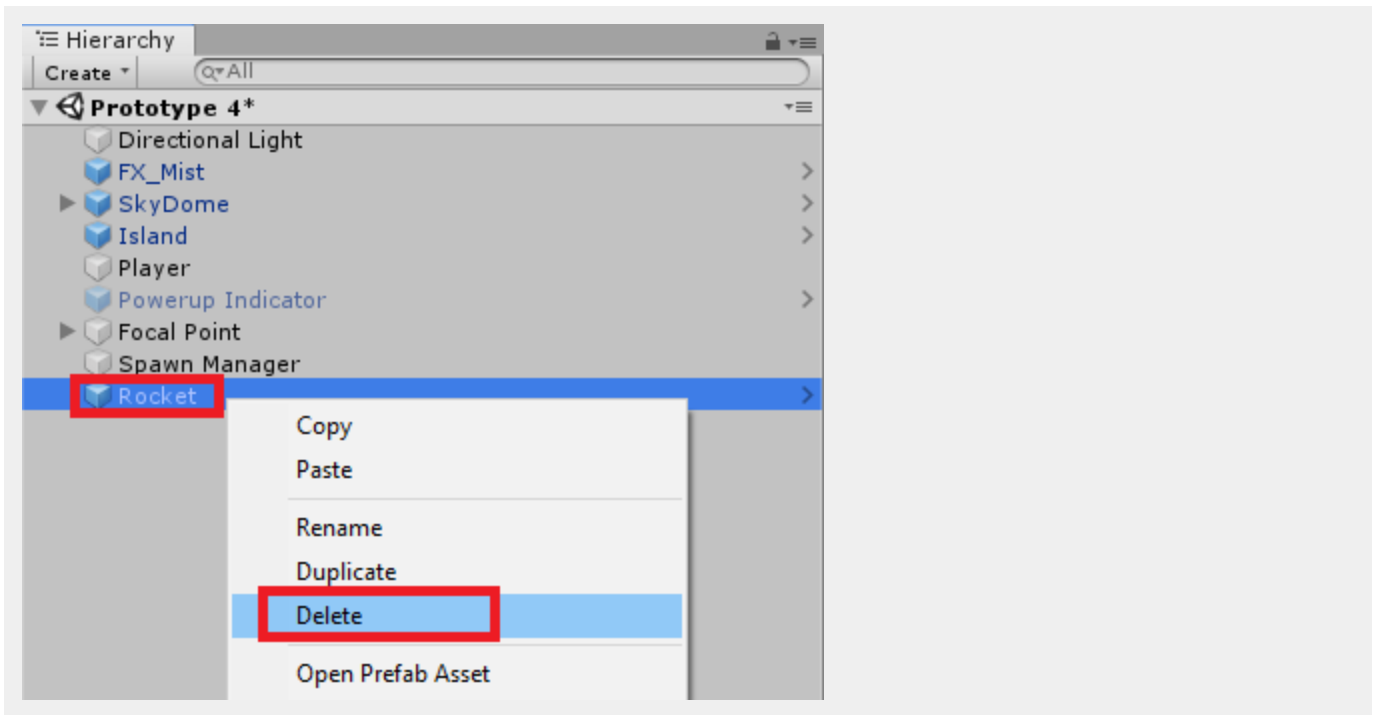 Hierarchy
Create All
Prototype 4*
Directional Light
FX_Mist
SkyDome
Island
Player
Powerup Indicator
Focal Point
Spawn Manager
Rocket
Copy
Paste
Rename
Duplicate
Delete
Open Prefab Asset